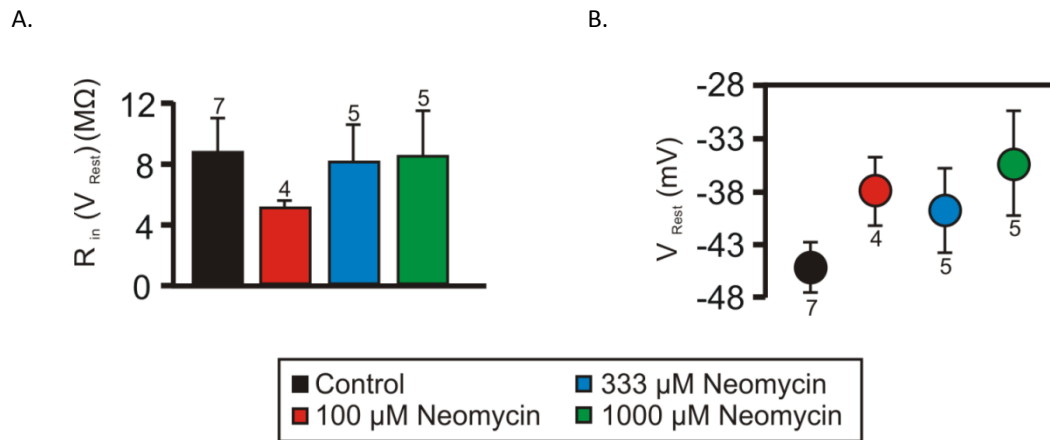 A.
B.
R in (V Rest) (MΩ)
12
8
4
0
7
4
5
5
V Rest (mV)
-28
-33
-38
-43
-48
7
4
5
5
Control
333 µM Neomycin
100 µM Neomycin
1000 µM Neomycin